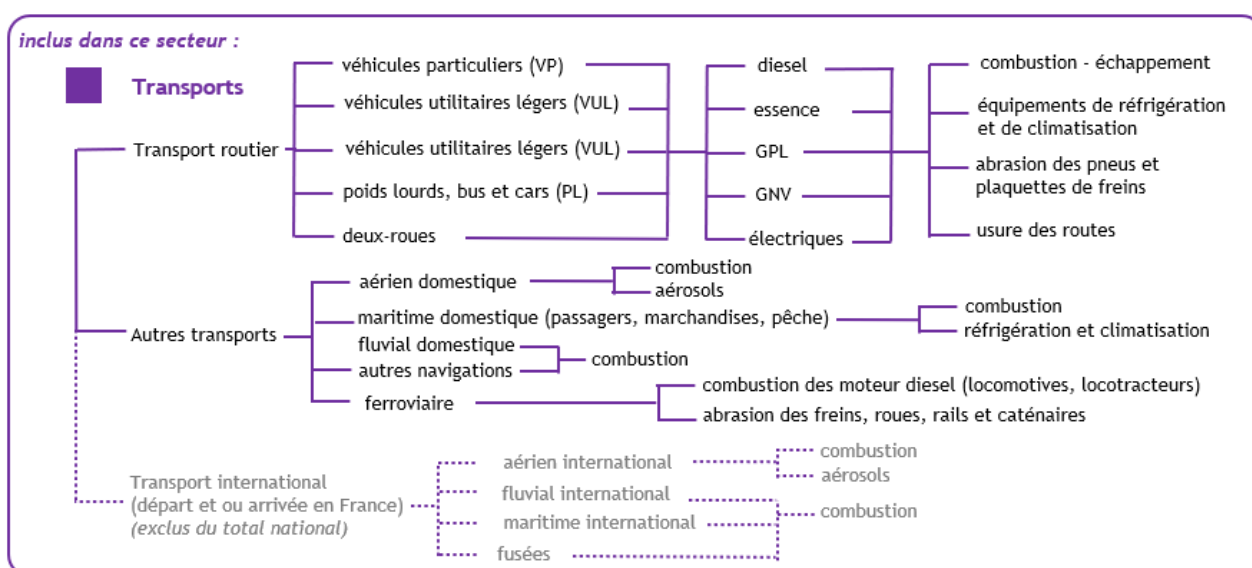 inclus dans ce secteur :
Transports
Transport routier
véhicules particuliers (VP)
véhicules utilitaires légers (VUL)
véhicules utilitaires légers (VUL)
poids lourds, bus et cars (PL)
deux-roues
diesel
essence
GPL
GNV
électriques
combustion - échappement
équipements de réfrigération
et de climatisation
abrasion des pneus et
plaquettes de freins
usure des routes
Autres transports
aérien domestique
combustion
aérosols
maritime domestique (passagers, marchandises, pêche)
combustion
réfrigération et climatisation
fluvial domestique
autres navigations
combustion
ferroviaire
combustion des moteur diesel (locomotives, locotracteurs)
abrasion des freins, roues, rails et caténaires
Transport international
(départ et ou arrivée en France)
(exclus du total national)
aérien international
combustion
aérosols
fluvial international
maritime international
fusées
combustion